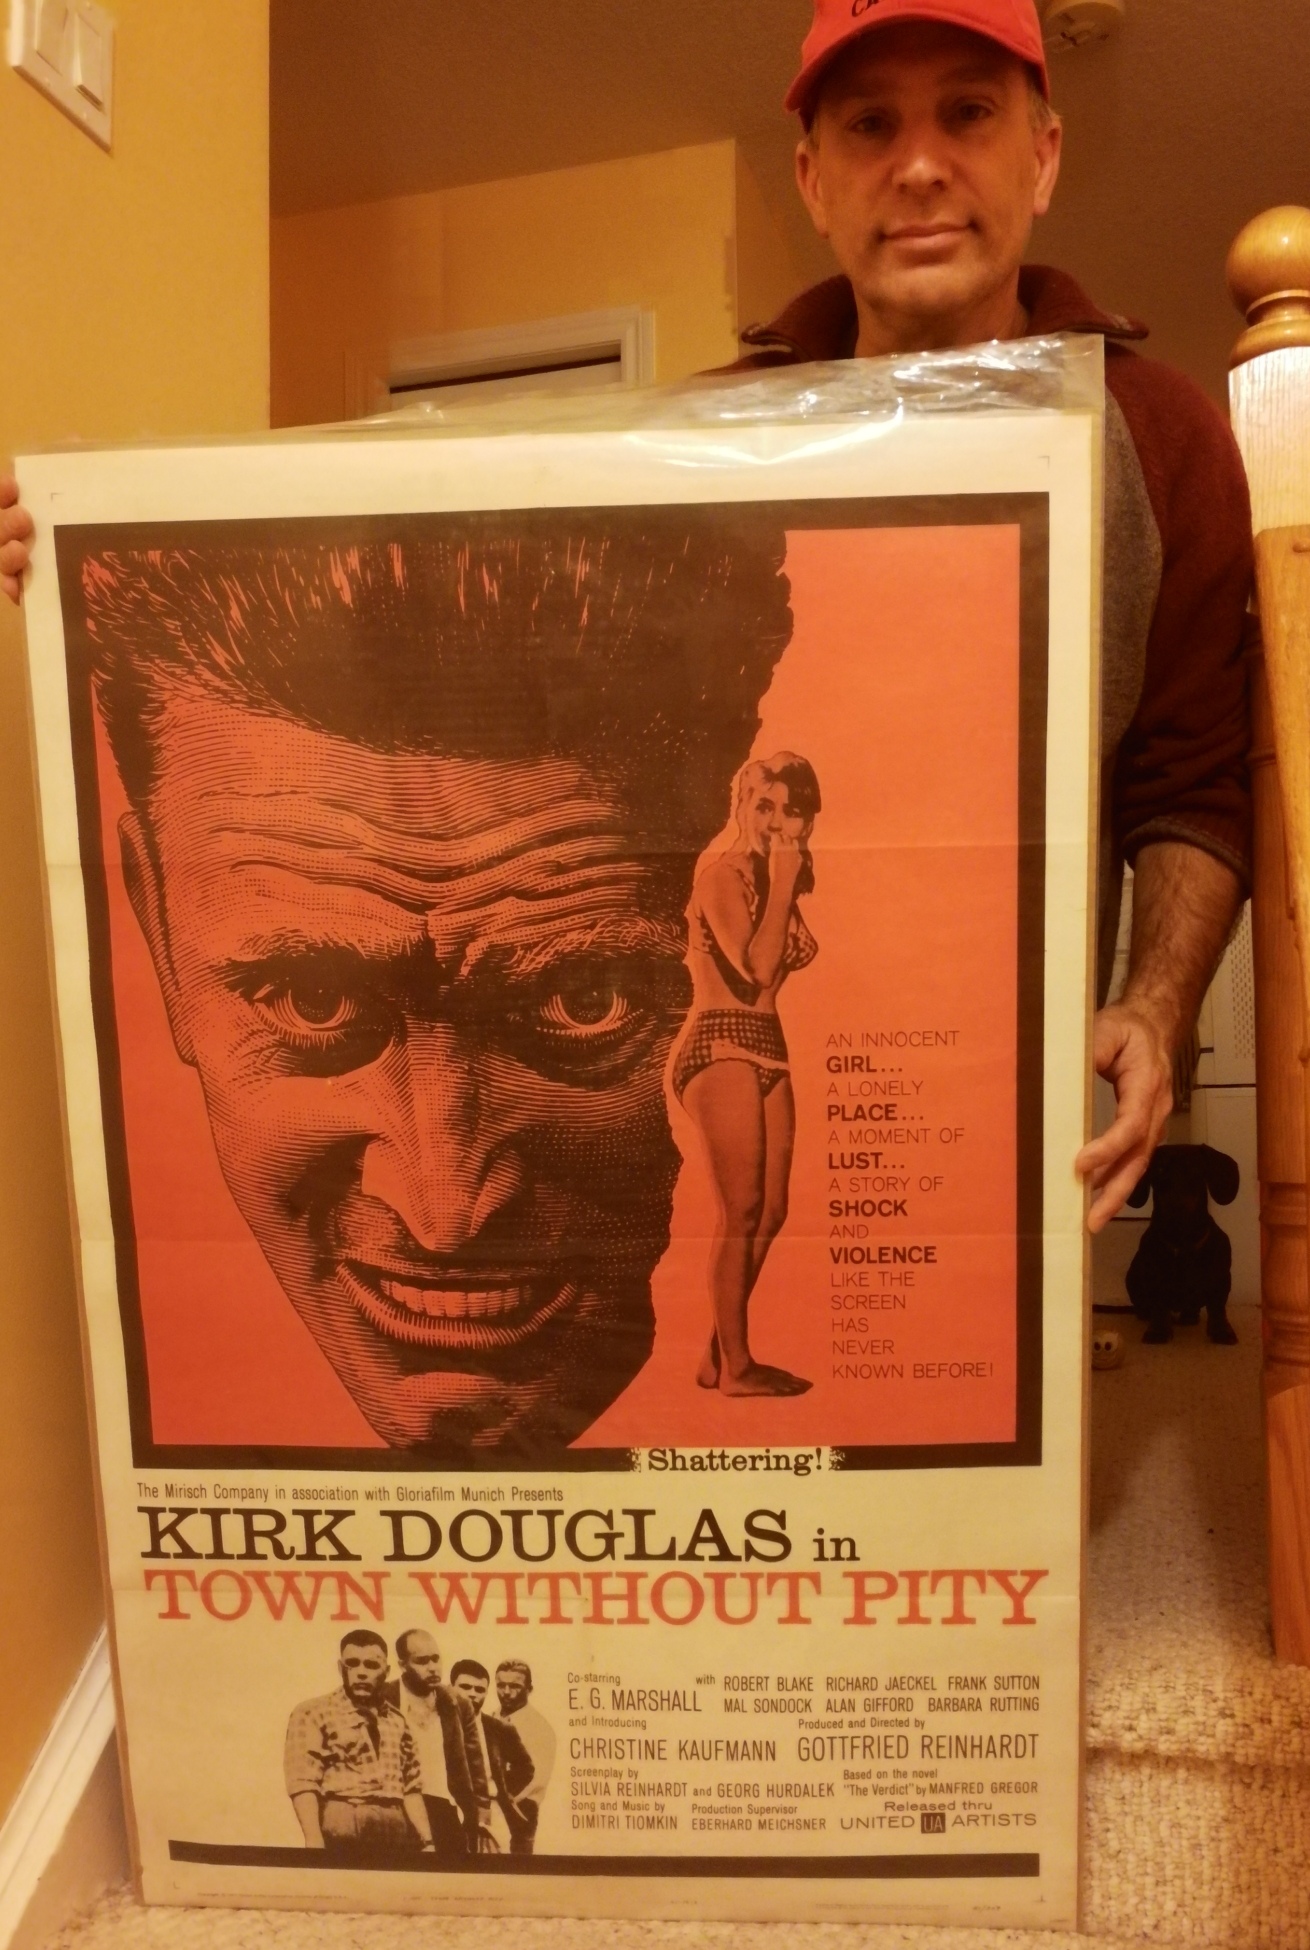 AN INNOCENT
GIRL...
A LONELY
PLACE...
A MOMENT OF
LUST...
A STORY OF
SHOCK
AND
VIOLENCE
LIKE THE
SCREEN
HAS
NEVER
KNOWN BEFORE!
Shattering!
The Mirisch Company in association with Gloriafilm Munich Presents
KIRK DOUGLAS in
TOWN WITHOUT PITY
Co-starring
E. G. MARSHALL
with ROBERT BLAKE RICHARD JAECKEL FRANK SUTTON
MAL SONDOCK ALAN GIFFORD BARBARA RUTTING
and Introducing
CHRISTINE KAUFMANN
Produced and Directed by
GOTTFRIED REINHARDT
Screenplay by
SILVIA REINHARDT and GEORG HURDALEK
Based on the novel
"The Verdict" by MANFRED GREGOR
Song and Music by
DIMITRI TIOMKIN
Production Supervisor
EBERHARD MEICHSNER
Released thru
UNITED UA ARTISTS